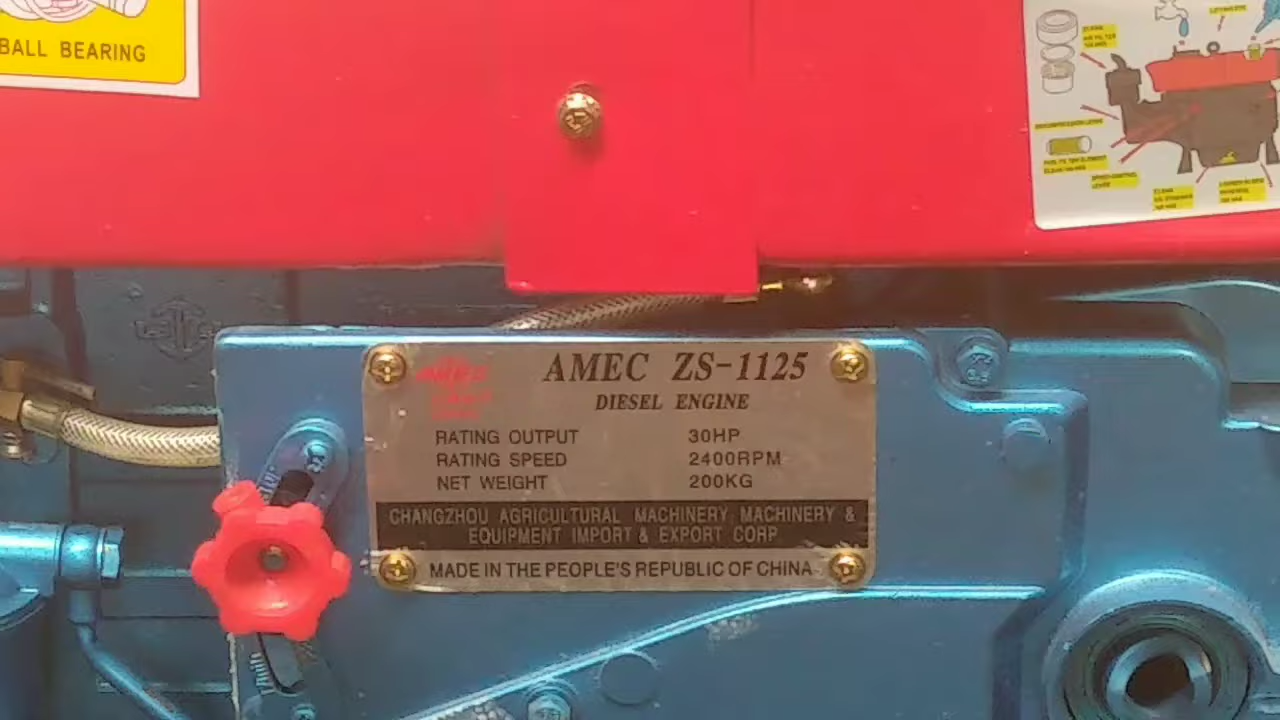 BALL BEARING
AMEC ZS-1125
DIESEL ENGINE
RATING OUTPUT 30HP
RATING SPEED 2400RPM
NET WEIGHT 200KG
CHANGZHOU AGRICULTURAL MACHINERY, MACHINERY &
EQUIPMENT IMPORT & EXPORT CORP
MADE IN THE PEOPLE'S REPUBLIC OF CHINA